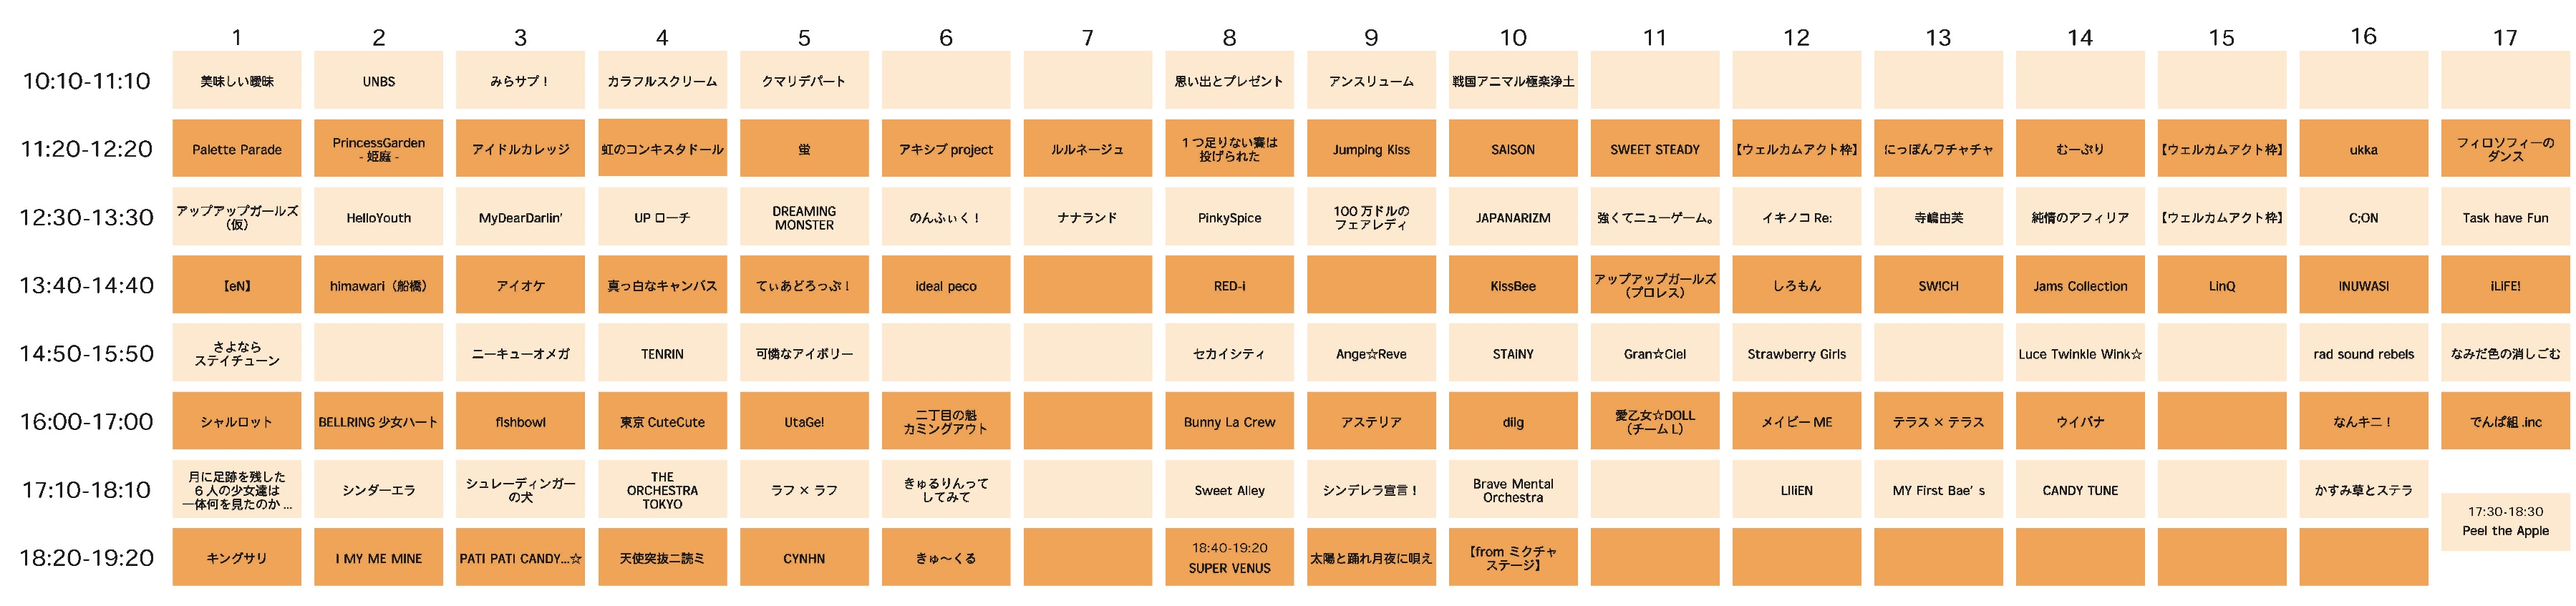 1 2 3 4 5 6 7 8 9 10 11 12 13 14 15 16 17
10:10-11:10 美味しい曖昧 UNBS みらサプ！ カラフルスクリーム クマリデパート 思い出とプレゼント アンスリューム 戦国アニマル極楽浄土
11:20-12:20 Palette Parade PrincessGarden - 姫庭 - アイドルカレッジ 虹のコンキスタドール 蛍 アキシブ project ルルネージュ 1つ足りない賽は 投げられた Jumping Kiss SAISON SWEET STEADY 【ウェルカムアクト枠】 にっぽんワチャチャ むーぷり 【ウェルカムアクト枠】 ukka フィロソフィーの ダンス
12:30-13:30 アップアップガールズ （仮） HelloYouth MyDearDarlin' UP ローチ DREAMING MONSTER のんふぃく！ ナナランド PinkySpice 100 万ドルの フェアレディ JAPANARIZM 強くてニューゲーム。 イキノコ Re: 寺嶋由芙 純情のアフィリア 【ウェルカムアクト枠】 C;ON Task have Fun
13:40-14:40 【eN】 himawari（船橋） アイオケ 真っ白なキャンバス てぃあどろっぷ！ ideal peco RED-i KissBee アップアップガールズ （プロレス） しろもん SW!CH Jams Collection LinQ INUWASI iLiFE!
14:50-15:50 さよなら ステイチューン ニーキューオメガ TENRIN 可憐なアイボリー セカイシティ Ange☆Reve STAiNY Gran☆Ciel Strawberry Girls Luce Twinkle Wink☆ rad sound rebels なみだ色の消しごむ
16:00-17:00 シャルロット BELLRING 少女ハート fishbowl 東京 CuteCute UtaGe! 二丁目の魁 カミングアウト Bunny La Crew アステリア dilg 愛乙女☆DOLL （チーム L） メイビー ME テラス × テラス ウイバナ なんキニ！ でんぱ組 .inc
17:10-18:10 月に足跡を残した 6 人の少女達は 一体何を見たのか ... シンダーエラ シュレーディンガー の犬 THE ORCHESTRA TOKYO ラフ × ラフ きゅるりんって してみて Sweet Alley シンデレラ宣言！ Brave Mental Orchestra LIliEN MY First Bae' s CANDY TUNE かすみ草とステラ 17:30-18:30 Peel the Apple
18:20-19:20 キングサリ I MY ME MINE PATI PATI CANDY...☆ 天使突抜ニ読ミ CYNHN きゅ～くる 18:40-19:20 SUPER VENUS 太陽と踊れ月夜に唄え 【from ミクチャ ステージ】